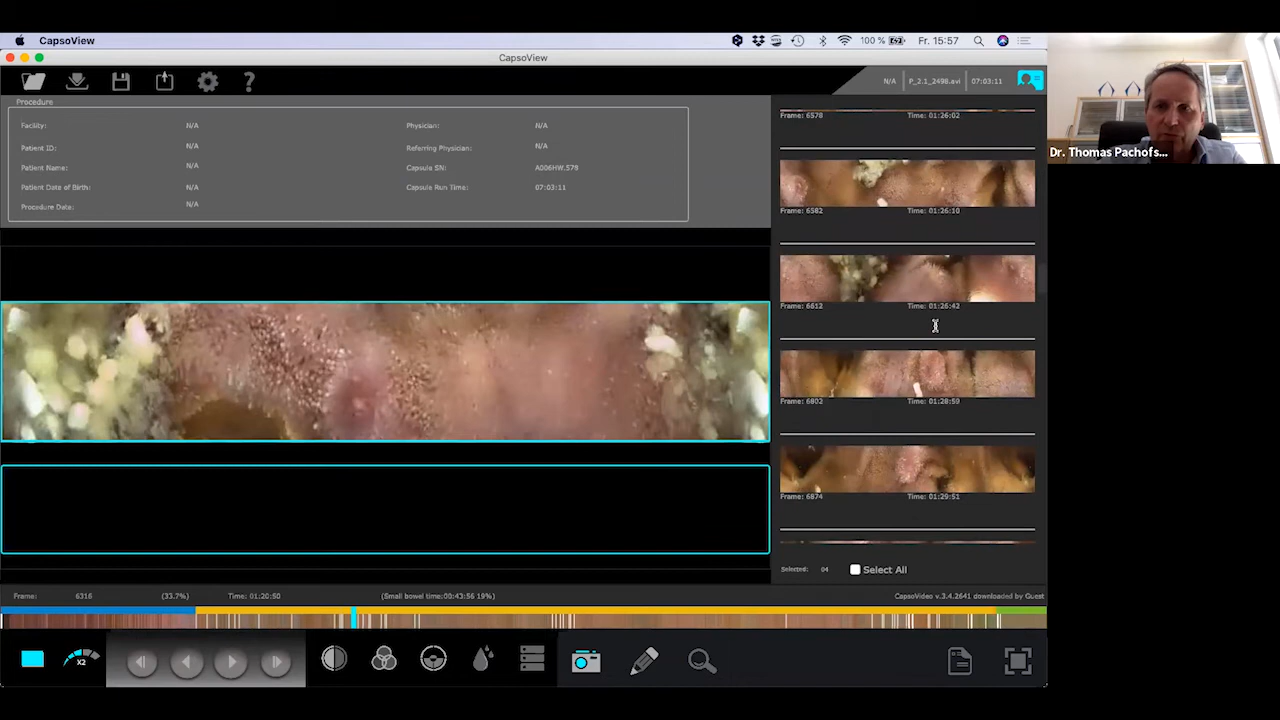 CapsoView
100 %
Fr. 15:57
CapsoView
N/A
P_2.1_2498.avi
07:03:11
Procedure
Facility: N/A Physician: N/A
Patient ID: N/A Referring Physician: N/A
Patient Name: N/A Capsule SN: A006HW.578
Patient Date of Birth: N/A Capsule Run Time: 07:03:11
Procedure Date: N/A
Frame: 6578 Time: 01:26:02
Frame: 6582 Time: 01:26:10
Frame: 6612 Time: 01:26:42
Frame: 6802 Time: 01:28:59
Frame: 6874 Time: 01:29:51
Selected: 04 Select All
Frame: 6316 (33.7%) Time: 01:20:50 (Small bowel time:00:43:56 19%) CapsoVideo v.3.4.2641 downloaded by Guest
X2
Dr. Thomas Pachofs...